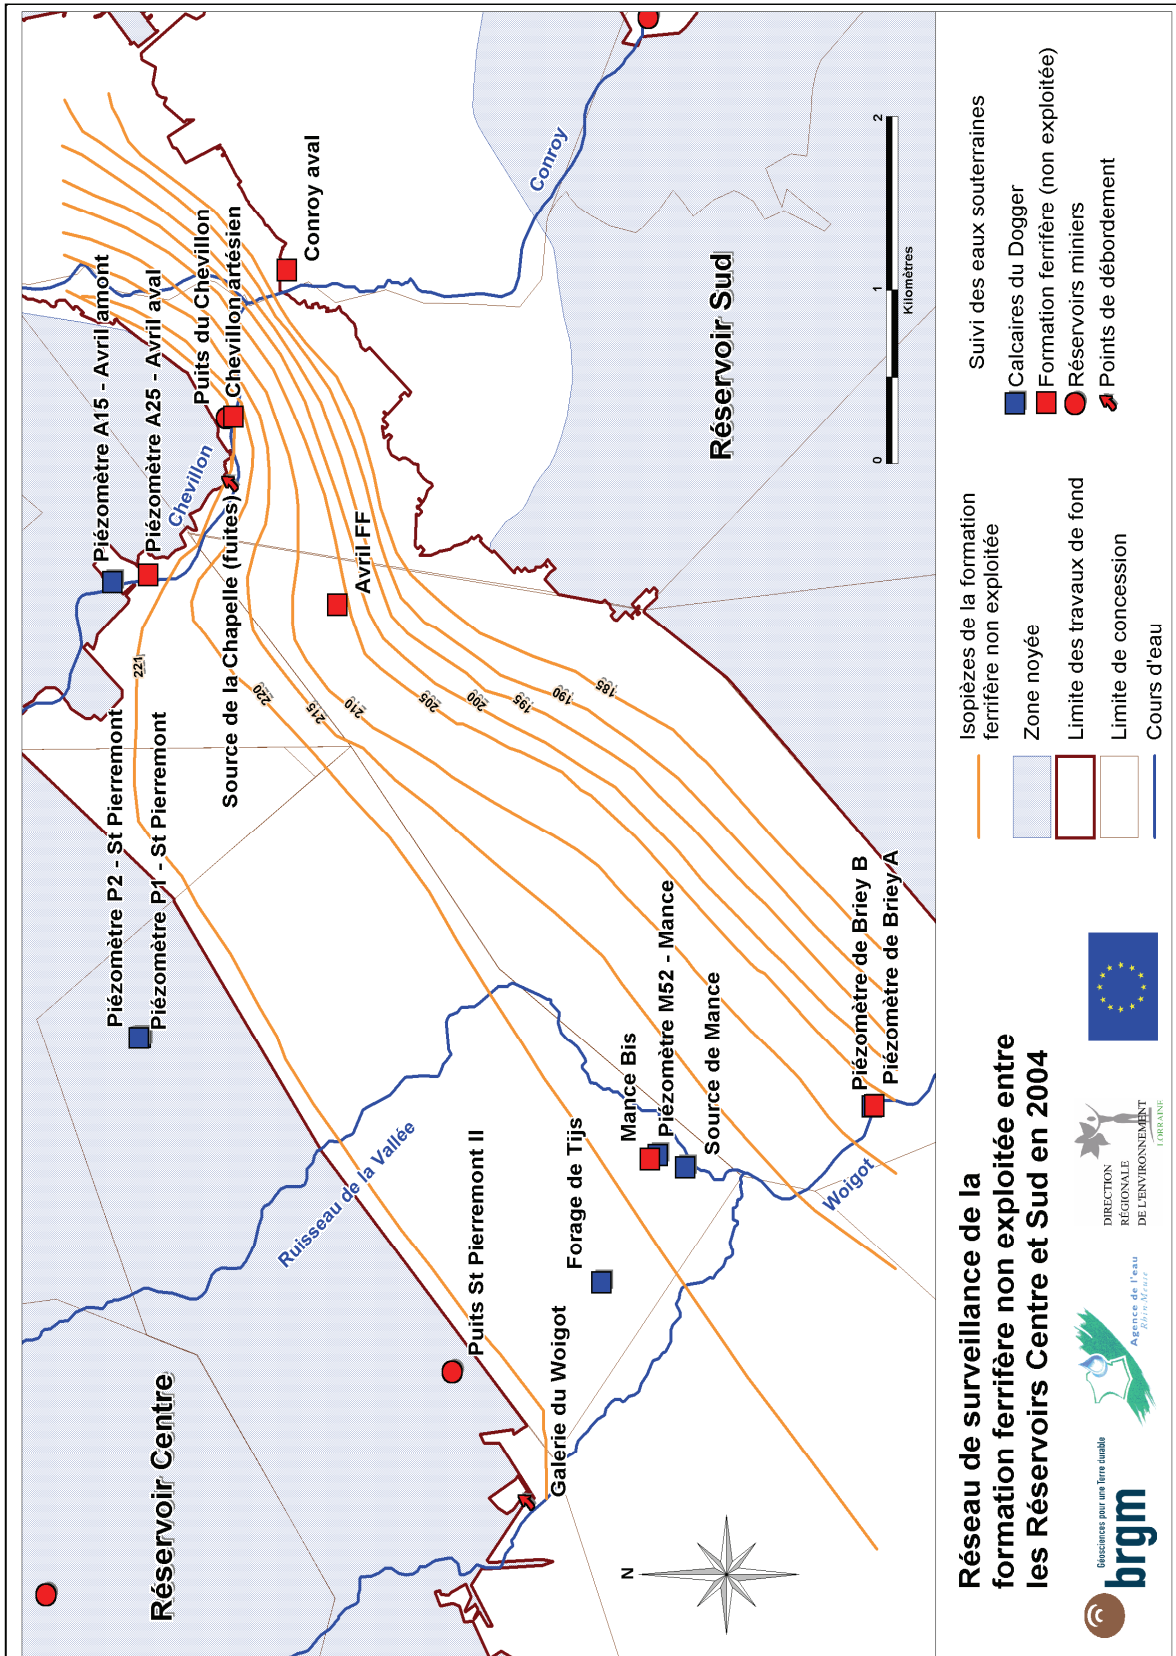 Réservoir Centre
Réservoir Sud
Piézomètre A15 - Avril amont
Piézomètre A25 - Avril aval
Puits du Chevillon
Chevillon artésien
Conroy aval
Conroy
Chevillon
Source de la Chapelle (fuites)
Avril FF
Piézomètre P2 - St Pierremont
Piézomètre P1 - St Pierremont
221
220
215
210
205
200
195
190
185
Ruisseau de la Vallée
Puits St Pierremont II
Forage de Tijs
Galerie du Woigot
Mance Bis
Piézomètre M52 - Mance
Source de Mance
Woigot
Piézomètre de Briey B
Piézomètre de Briey A
N
0
1
2
Kilomètres
Réseau de surveillance de la
formation ferrifère non exploitée entre
les Réservoirs Centre et Sud en 2004
Isopièzes de la formation
ferrifère non exploitée
Zone noyée
Limite des travaux de fond
Limite de concession
Cours d'eau
Suivi des eaux souterraines
Calcaires du Dogger
Formation ferrifère (non exploitée)
Réservoirs miniers
Points de débordement
Géosciences pour une Terre durable
brgm
Agence de l'eau
Rhin Meuse
DIRECTION
RÉGIONALE
DE L'ENVIRONNEMENT
LORRAINE